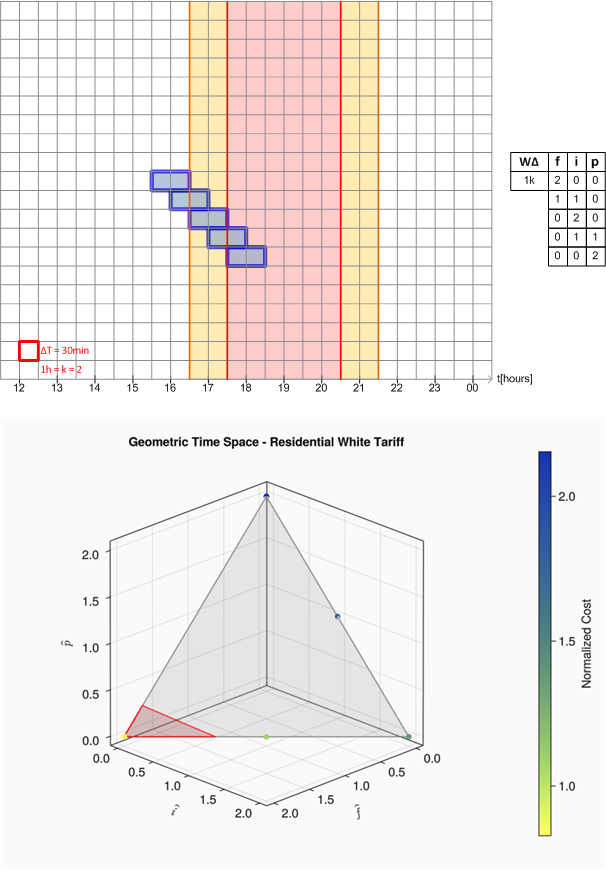 WΔ f i p
1k 2 0 0
1 1 0
0 2 0
0 1 1
0 0 2
ΔT = 30min
1h = k = 2
12 13 14 15 16 17 18 19 20 21 22 23 00 t[hours]
Geometric Time Space - Residential White Tariff
2.0
1.5
1.0
0.5
0.0
p̂
0.0 0.5 1.0 1.5 2.0
î
2.0 1.5 1.0 0.5 0.0
f̂
2.0
1.5
1.0
Normalized Cost